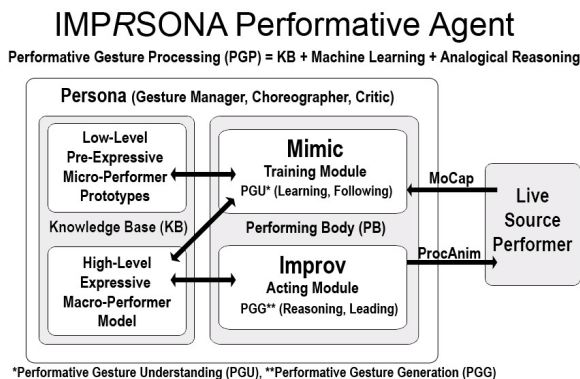 IMPRSONA Performative Agent
Performative Gesture Processing (PGP) = KB + Machine Learning + Analogical Reasoning
Persona (Gesture Manager, Choreographer, Critic)
Low-Level
Pre-Expressive
Micro-Performer
Prototypes
Knowledge Base (KB)
High-Level
Expressive
Macro-Performer
Model
Mimic
Training Module
PGU* (Learning, Following)
Performing Body (PB)
Improv
Acting Module
PGG** (Reasoning, Leading)
MoCap
ProcAnim
Live
Source
Performer
*Performative Gesture Understanding (PGU), **Performative Gesture Generation (PGG)